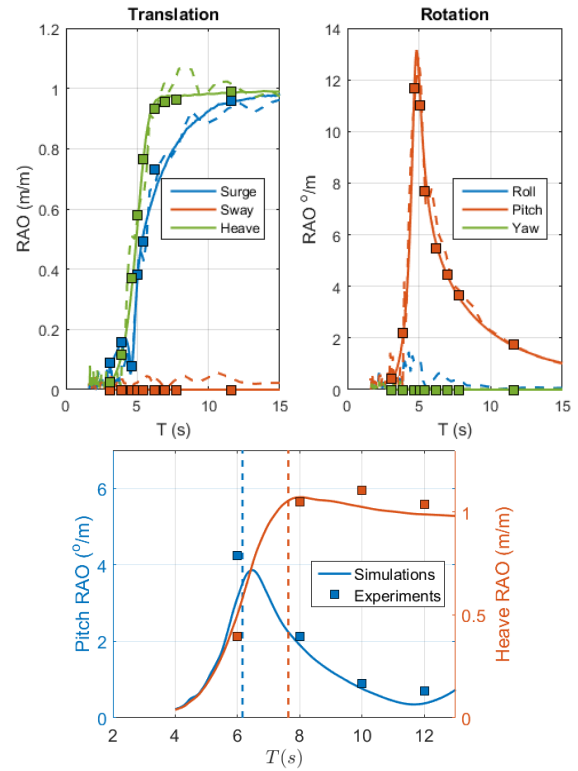 Translation
RAO (m/m)
1.2
1
0.8
0.6
0.4
0.2
0
Surge
Sway
Heave
0 5 10 15
T (s)
Rotation
RAO °/m
14
12
10
8
6
4
2
0
Roll
Pitch
Yaw
0 5 10 15
T (s)
Pitch RAO (°/m)
6
4
2
0
Simulations
Experiments
1
0.5
0
Heave RAO (m/m)
2 4 6 8 10 12
T(s)